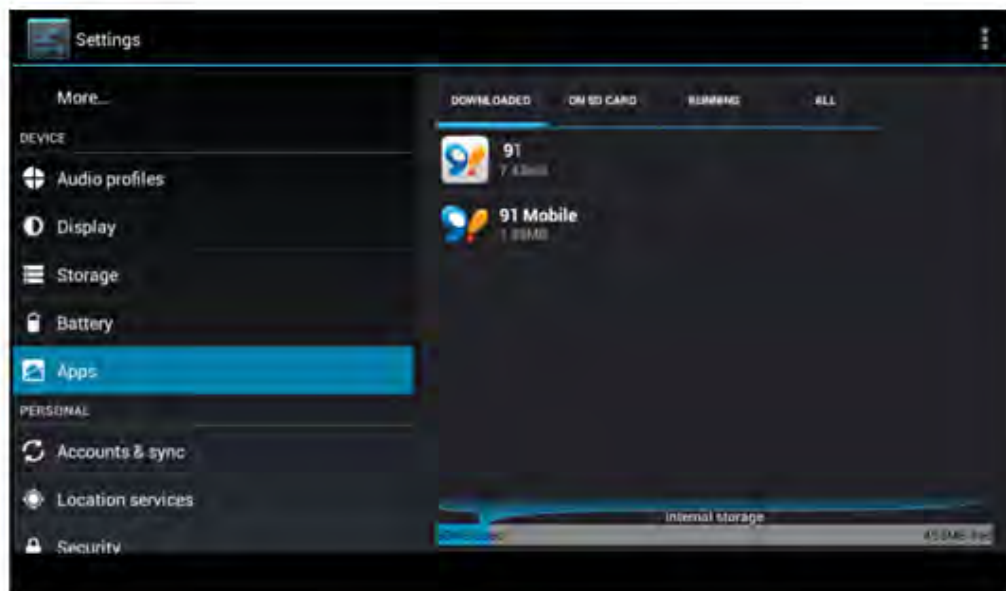 Settings
More...
DEVICE
Audio profiles
Display
Storage
Battery
Apps
PERSONAL
Accounts & sync
Location services
Security
DOWNLOADED ON SD CARD RUNNING ALL
91
91 Mobile
Internal storage